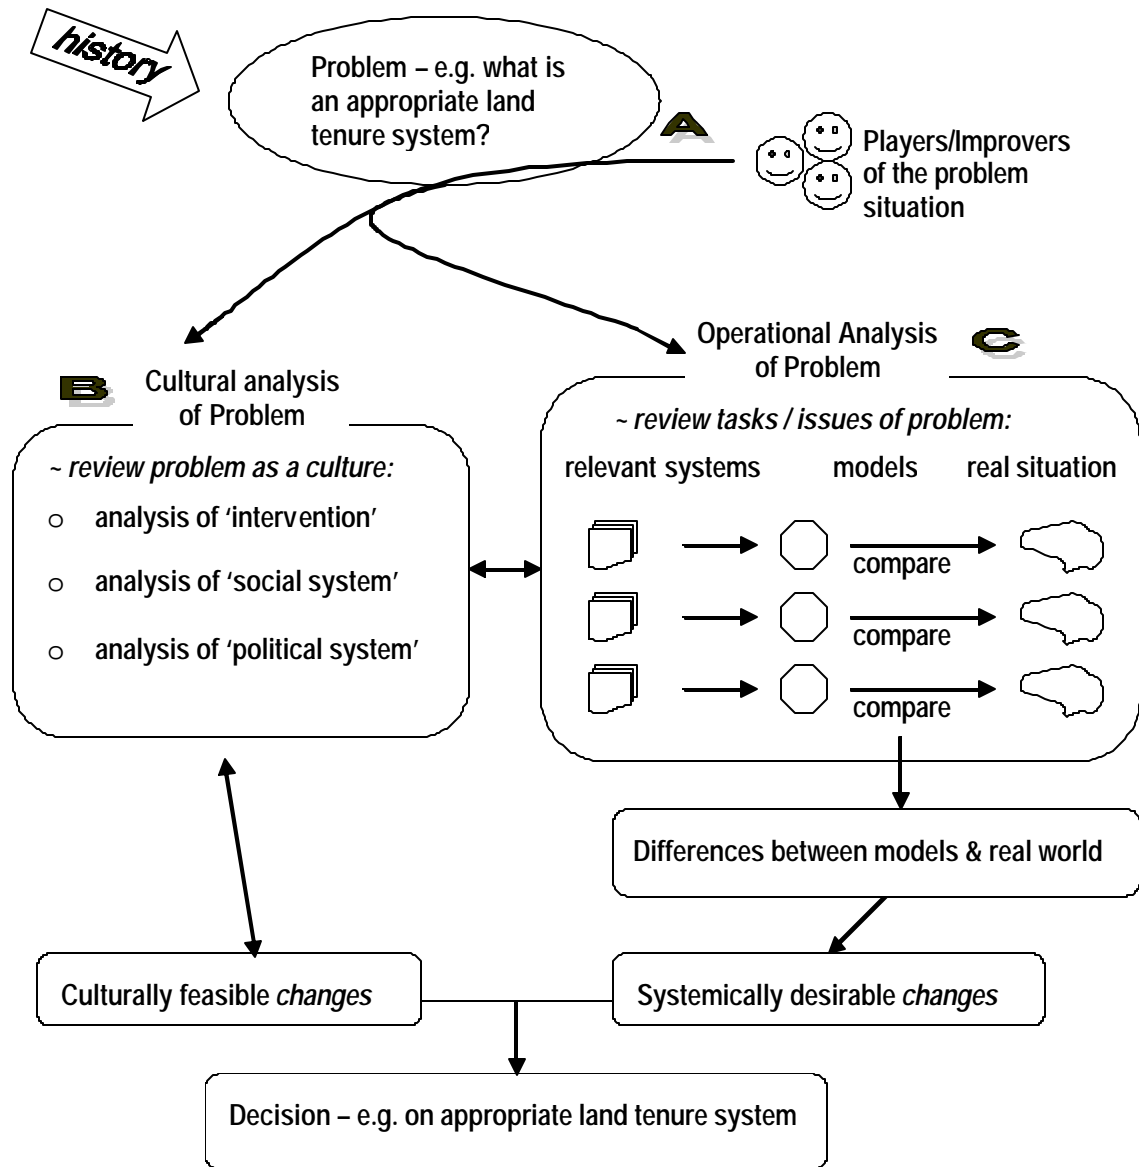 history
Problem – e.g. what is
an appropriate land
tenure system?
A
Players/Improvers
of the problem
situation
B
Cultural analysis
of Problem
~ review problem as a culture:
o analysis of ‘intervention’
o analysis of ‘social system’
o analysis of ‘political system’
Operational Analysis
of Problem
C
~ review tasks / issues of problem:
relevant systems models real situation
compare
compare
compare
Differences between models & real world
Culturally feasible changes
Systemically desirable changes
Decision – e.g. on appropriate land tenure system